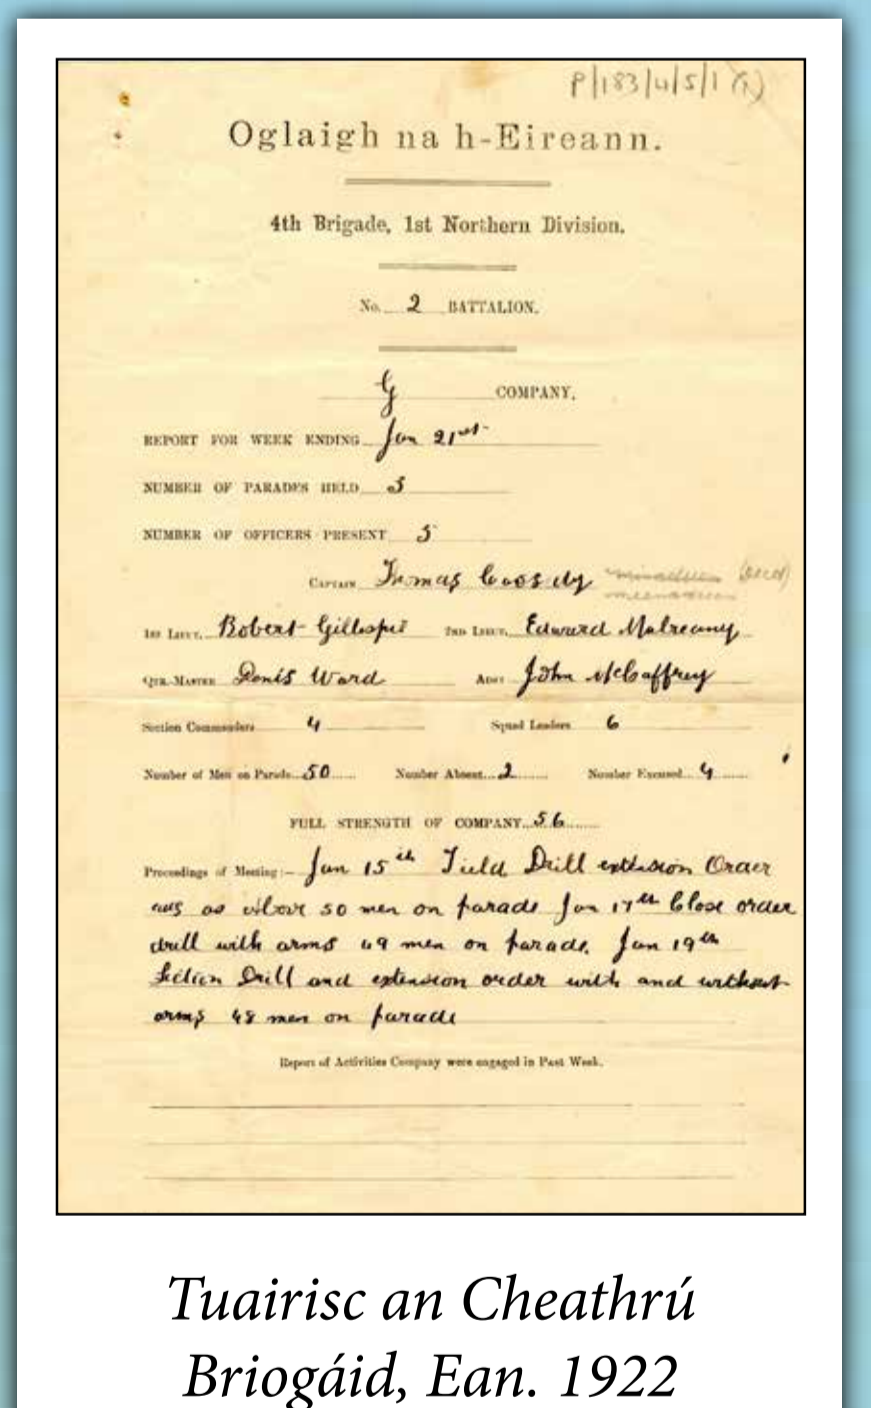 P/183/4/5/1
Oglaigh na h-Eireann.
4th Brigade, 1st Northern Division.
No. 2 BATTALION.
G COMPANY.
REPORT FOR WEEK ENDING Jan 21st
NUMBER OF PARADES HELD 3
NUMBER OF OFFICERS PRESENT 5
CAPTAIN Thomas Cassidy
1ST LIEUT. Robert Gillespie 2ND LIEUT. Edward Mulreany
QTR.-MASTER Denis Ward ADJT John McCaffrey
Section Commanders 4 Squad Leaders 6
Number of Men on Parade 50 Number Absent 2 Number Excused 4
FULL STRENGTH OF COMPANY 56
Proceedings of Meeting:- Jan 15th Field Drill extension Order
as above 50 men on parade Jan 17th Close order
drill with arms 49 men on parade. Jan 19th
Section Drill and extension order with and without
arms 48 men on parade
Report of Activities Company were engaged in Past Week.
Tuairisc an Cheathrú
Briogáid, Ean. 1922